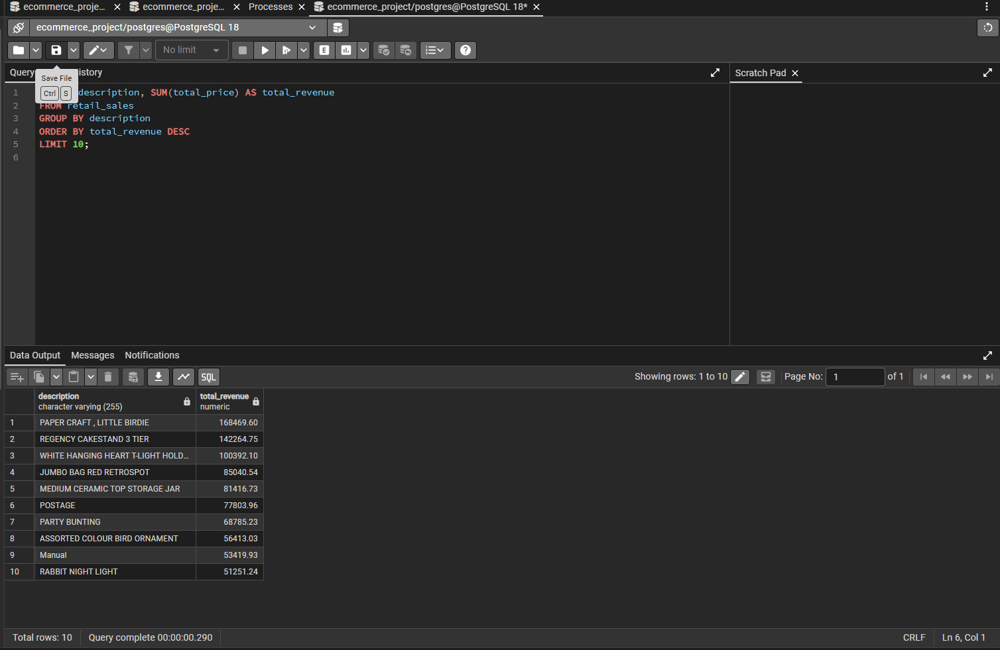 ecommerce_proje... ecommerce_proje... Processes ecommerce_project/postgres@PostgreSQL 18*
ecommerce_project/postgres@PostgreSQL 18
No limit E
Query istory Scratch Pad
Save File
Ctrl S
1 description, SUM(total_price) AS total_revenue
2 FROM retail_sales
3 GROUP BY description
4 ORDER BY total_revenue DESC
5 LIMIT 10;
6
Data Output Messages Notifications
SQL Showing rows: 1 to 10 Page No: 1 of 1
description total_revenue
character varying (255) numeric
1 PAPER CRAFT , LITTLE BIRDIE 168469.60
2 REGENCY CAKESTAND 3 TIER 142264.75
3 WHITE HANGING HEART T-LIGHT HOLD... 100392.10
4 JUMBO BAG RED RETROSPOT 85040.54
5 MEDIUM CERAMIC TOP STORAGE JAR 81416.73
6 POSTAGE 77803.96
7 PARTY BUNTING 68785.23
8 ASSORTED COLOUR BIRD ORNAMENT 56413.03
9 Manual 53419.93
10 RABBIT NIGHT LIGHT 51251.24
Total rows: 10 Query complete 00:00:00.290 CRLF Ln 6, Col 1